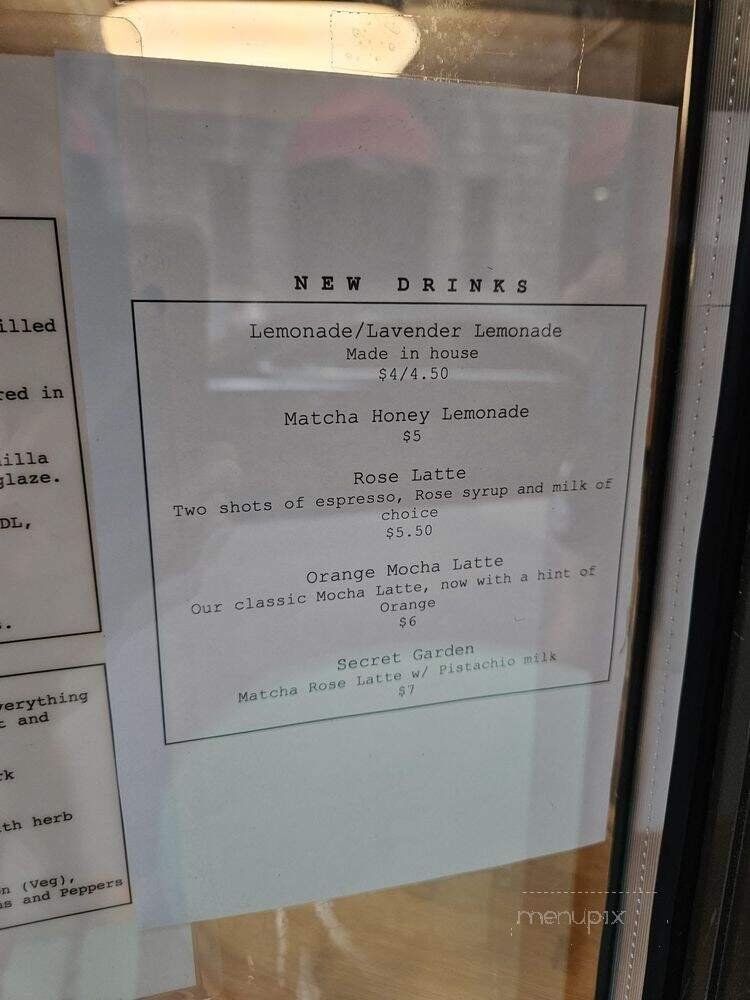 NEW DRINKS
Lemonade/Lavender Lemonade
Made in house
$4/4.50
Matcha Honey Lemonade
$5
Rose Latte
Two shots of espresso, Rose syrup and milk of
choice
$5.50
Orange Mocha Latte
Our classic Mocha Latte, now with a hint of
Orange
$6
Secret Garden
Matcha Rose Latte w/ Pistachio milk
$7
illed
red in
illa
glaze.
DL,
verything
t and
rk
th herb
n (Veg),
ns and Peppers
menupix